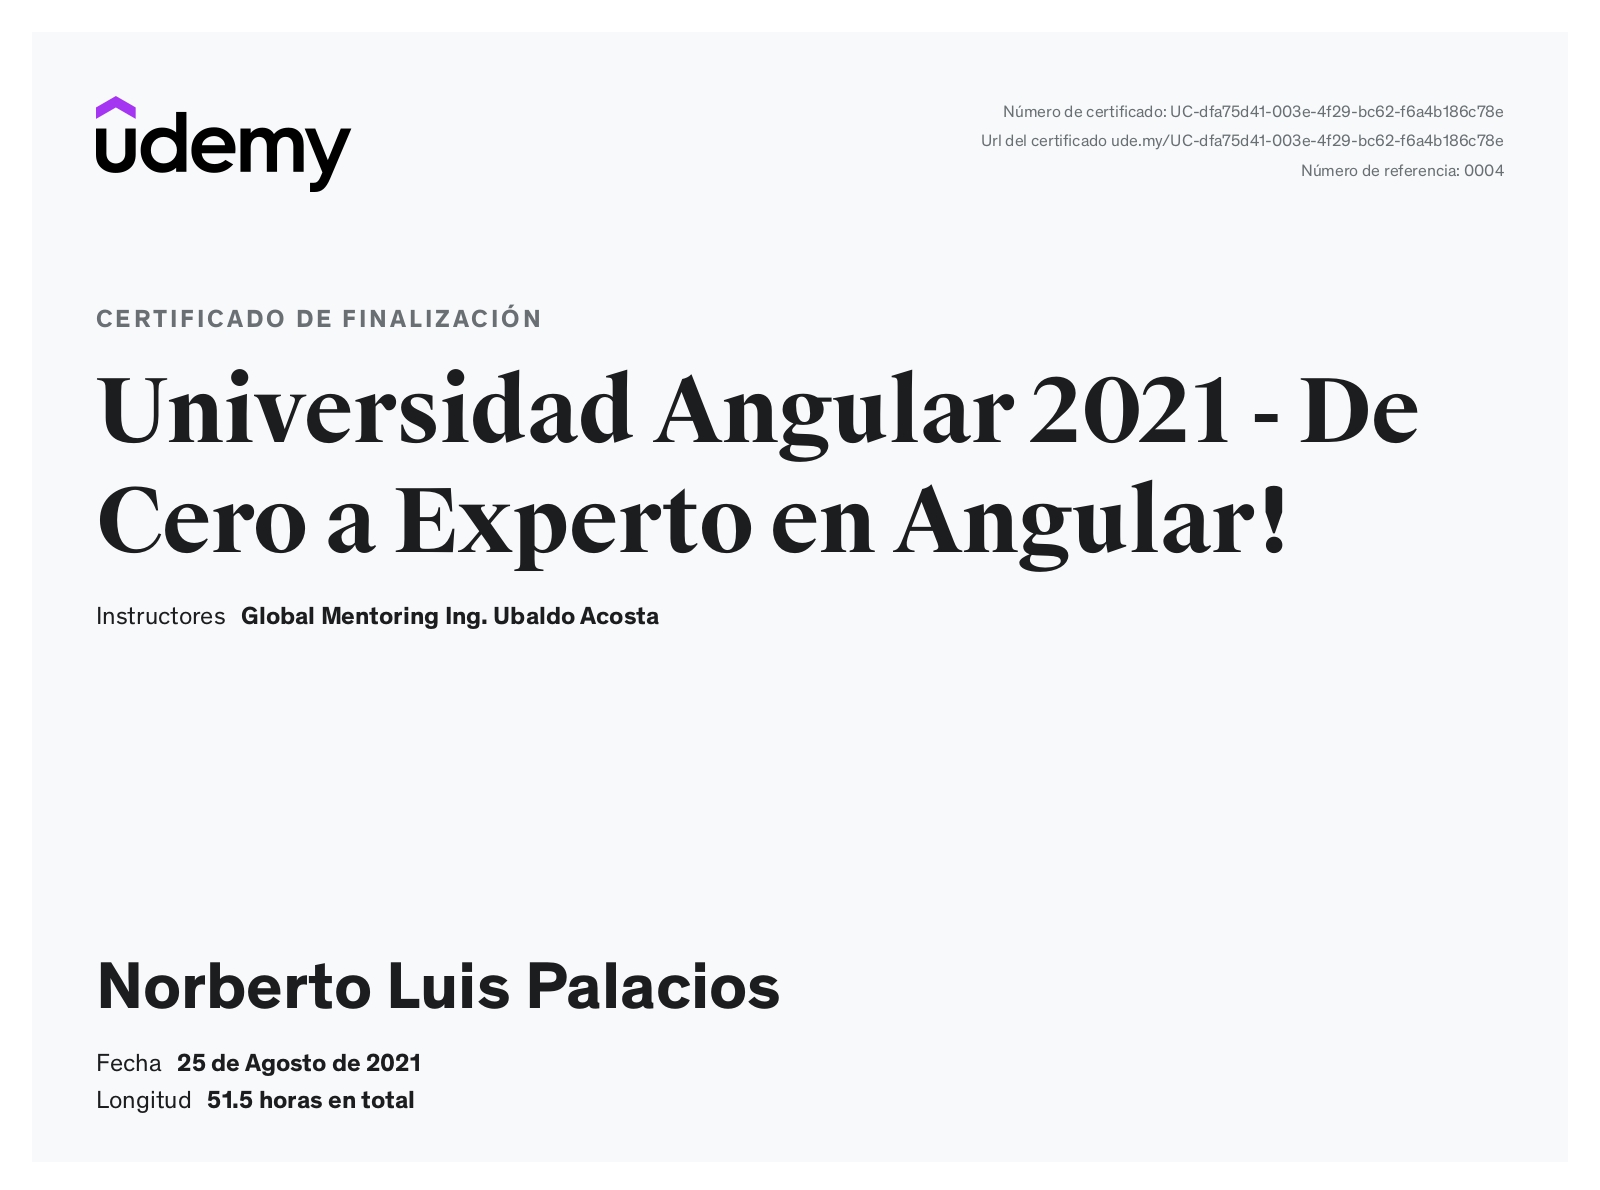 udemy
Número de certificado: UC-dfa75d41-003e-4f29-bc62-f6a4b186c78e
Url del certificado ude.my/UC-dfa75d41-003e-4f29-bc62-f6a4b186c78e
Número de referencia: 0004
CERTIFICADO DE FINALIZACIÓN
Universidad Angular 2021 - De
Cero a Experto en Angular!
Instructores Global Mentoring Ing. Ubaldo Acosta
Norberto Luis Palacios
Fecha 25 de Agosto de 2021
Longitud 51.5 horas en total